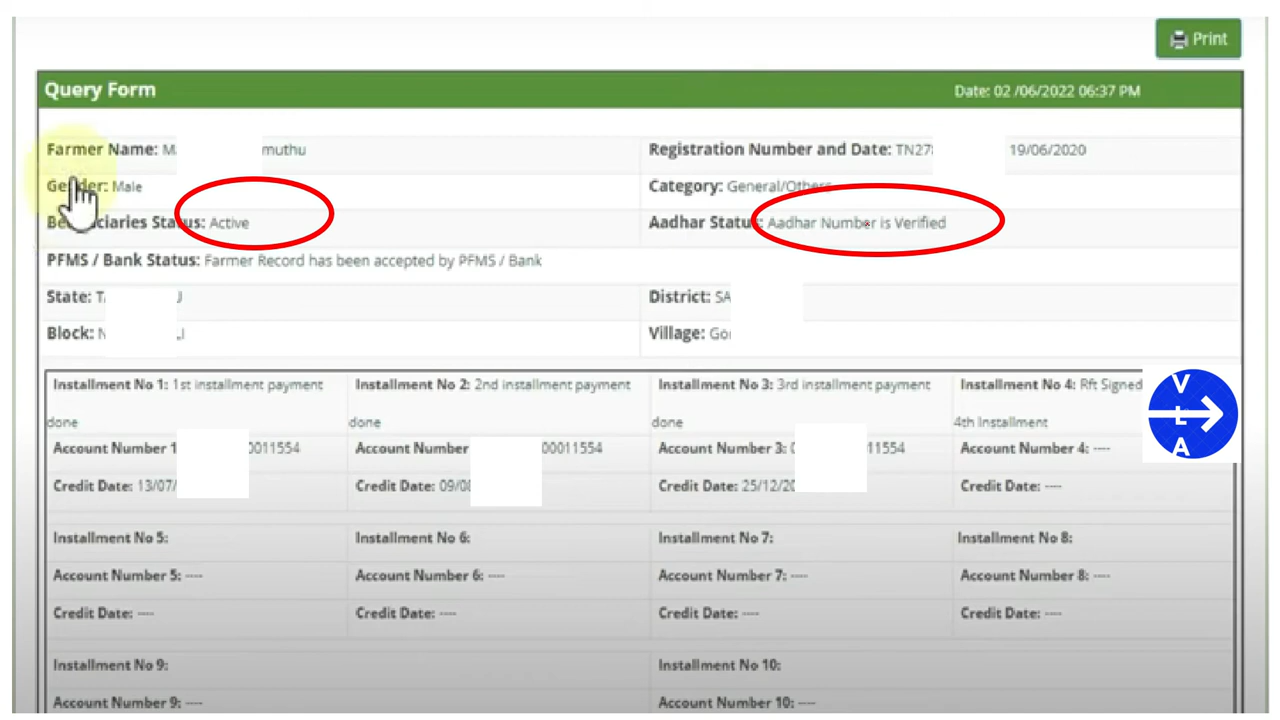 Print
Query Form Date: 02 /06/2022 06:37 PM
Farmer Name: M muthu Registration Number and Date: TN27 19/06/2020
Gender: Male Category: General/Others
Beneficiaries Status: Active Aadhar Status: Aadhar Number is Verified
PFMS / Bank Status: Farmer Record has been accepted by PFMS / Bank
State: T District: SA
Block: N LI Village: Go
Installment No 1: 1st installment payment Installment No 2: 2nd installment payment Installment No 3: 3rd installment payment Installment No 4: Rft Signed
done done done 4th Installment
Account Number 1 0011554 Account Number 00011554 Account Number 3: 11554 Account Number 4: ----
Credit Date: 13/07/ Credit Date: 09/0 Credit Date: 25/12/20 Credit Date: ----
Installment No 5: Installment No 6: Installment No 7: Installment No 8:
Account Number 5: ---- Account Number 6: ---- Account Number 7: ---- Account Number 8: ----
Credit Date: ---- Credit Date: ---- Credit Date: ---- Credit Date: ----
Installment No 9: Installment No 10:
Account Number 9: ---- Account Number 10: ----
V
L
A